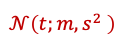 𝒩(t; m, s² )